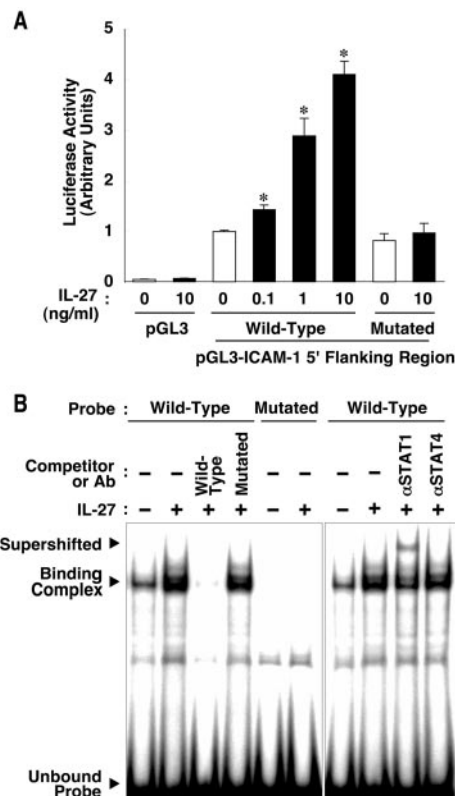 A
Luciferase Activity
(Arbitrary Units)
5
4
3
2
1
0
*
*
*
IL-27 :
(ng/ml)
0 10 0 0.1 1 10 0 10
pGL3 Wild-Type Mutated
pGL3-ICAM-1 5' Flanking Region
B
Probe : Wild-Type Mutated Wild-Type
Competitor
or Ab :
– – Wild-Type Mutated – – – – αSTAT1 αSTAT4
IL-27 : – + + + – + – + + +
Supershifted
Binding
Complex
Unbound
Probe